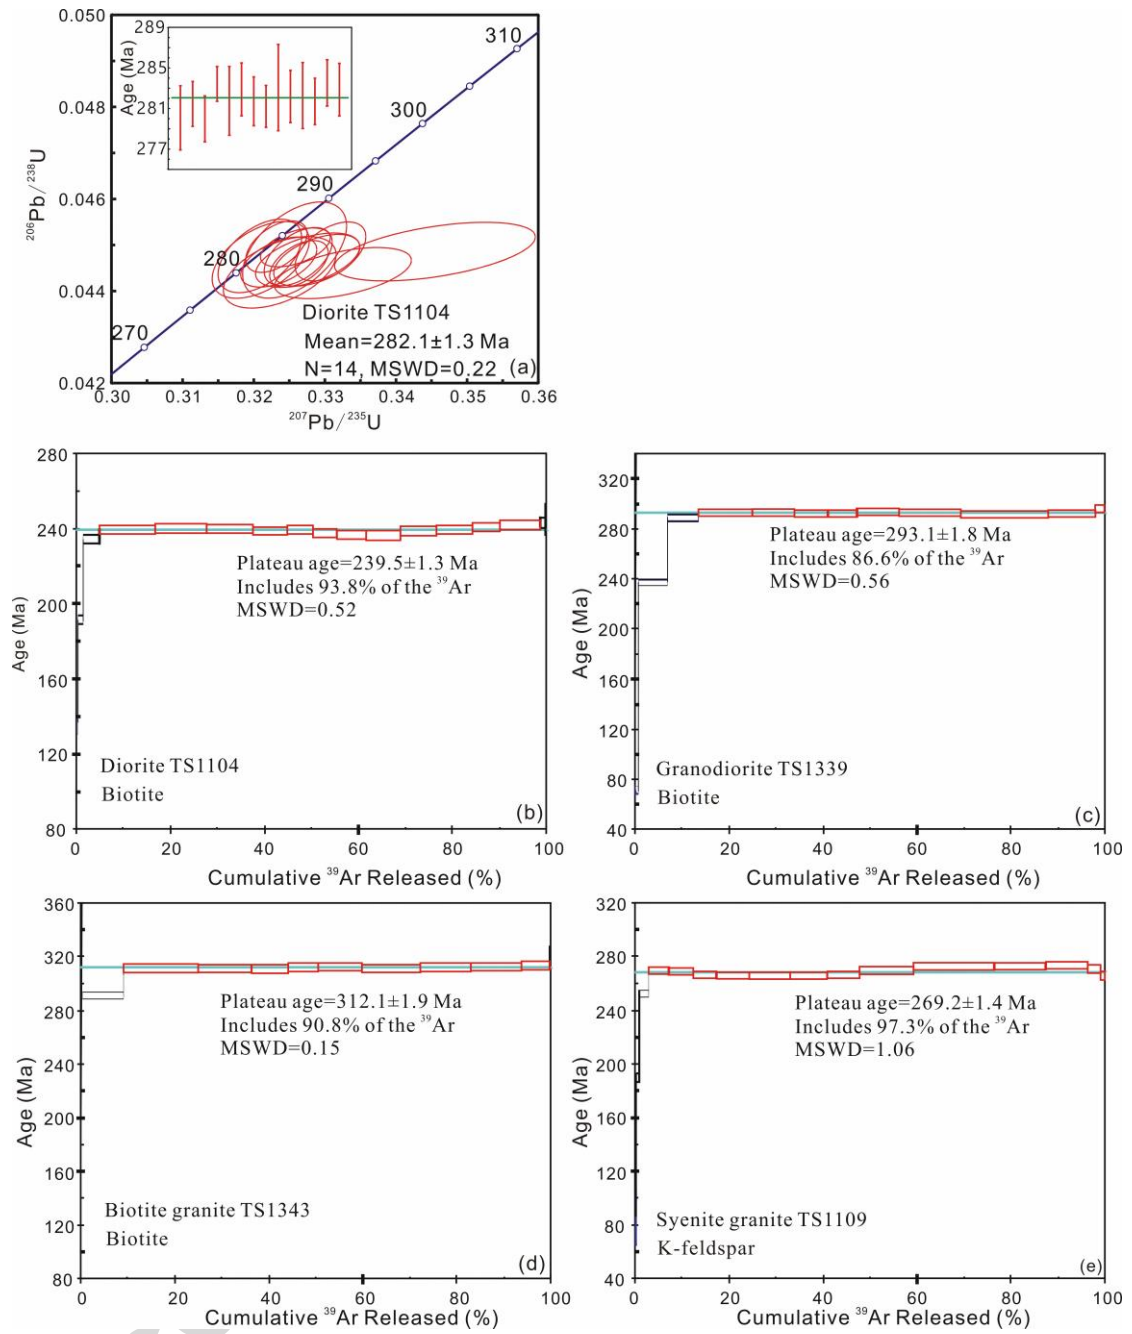 0.050
0.048
0.046
0.044
0.042
²⁰⁶Pb/²³⁸U
289
285
281
277
Age (Ma)
310
300
290
280
270
Diorite TS1104
Mean=282.1±1.3 Ma
N=14, MSWD=0.22
(a)
0.30 0.31 0.32 0.33 0.34 0.35 0.36
²⁰⁷Pb/²³⁵U
280
240
200
160
120
80
Age (Ma)
Plateau age=239.5±1.3 Ma
Includes 93.8% of the ³⁹Ar
MSWD=0.52
Diorite TS1104
Biotite
(b)
0 20 40 60 80 100
Cumulative ³⁹Ar Released (%)
320
280
240
200
160
120
80
40
Age (Ma)
Plateau age=293.1±1.8 Ma
Includes 86.6% of the ³⁹Ar
MSWD=0.56
Granodiorite TS1339
Biotite
(c)
0 20 40 60 80 100
Cumulative ³⁹Ar Released (%)
360
320
280
240
200
160
120
80
Age (Ma)
Plateau age=312.1±1.9 Ma
Includes 90.8% of the ³⁹Ar
MSWD=0.15
Biotite granite TS1343
Biotite
(d)
0 20 40 60 80 100
Cumulative ³⁹Ar Released (%)
320
360
260
200
160
120
80
40
Age (Ma)
Plateau age=269.2±1.4 Ma
Includes 97.3% of the ³⁹Ar
MSWD=1.06
Syenite granite TS1109
K-feldspar
(e)
0 20 40 60 80 100
Cumulative ³⁹Ar Released (%)